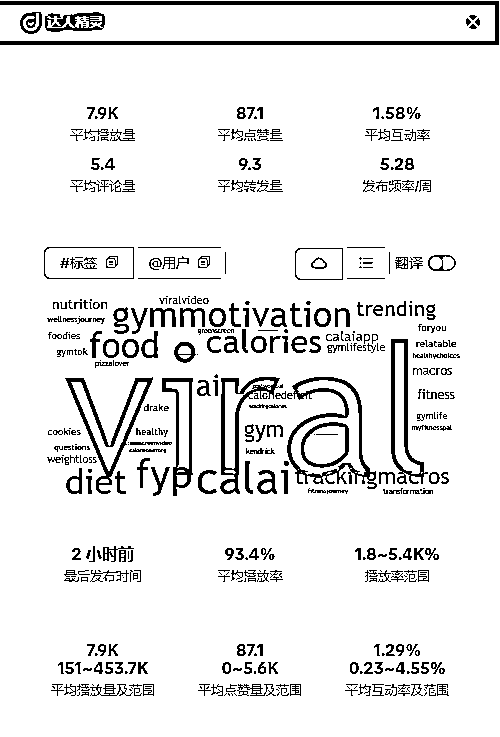 达人精灵
7.9K 87.1 1.58%
平均播放量 平均点赞量 平均互动率
5.4 9.3 5.28
平均评论量 平均转发量 发布频率/周
#标签 @用户 翻译
nutrition viralvideo gymmotivation trending
wellnessjourney greenscreen foryou
foodies food calories calaiapp relatable
gymtok gymlifestyle healthychoices
pizzalover macros
viral ai caloriedeficit fitness
drake trackingcalories gymlife
cookies healthy gym myfitnesspal
questions kendrick
weightloss
diet fyp calai trackingmacros
fitnessjourney transformation
2 小时前 93.4% 1.8~5.4K%
最后发布时间 平均播放率 播放率范围
7.9K 87.1 1.29%
151~453.7K 0~5.6K 0.23~4.55%
平均播放量及范围 平均点赞量及范围 平均互动率及范围